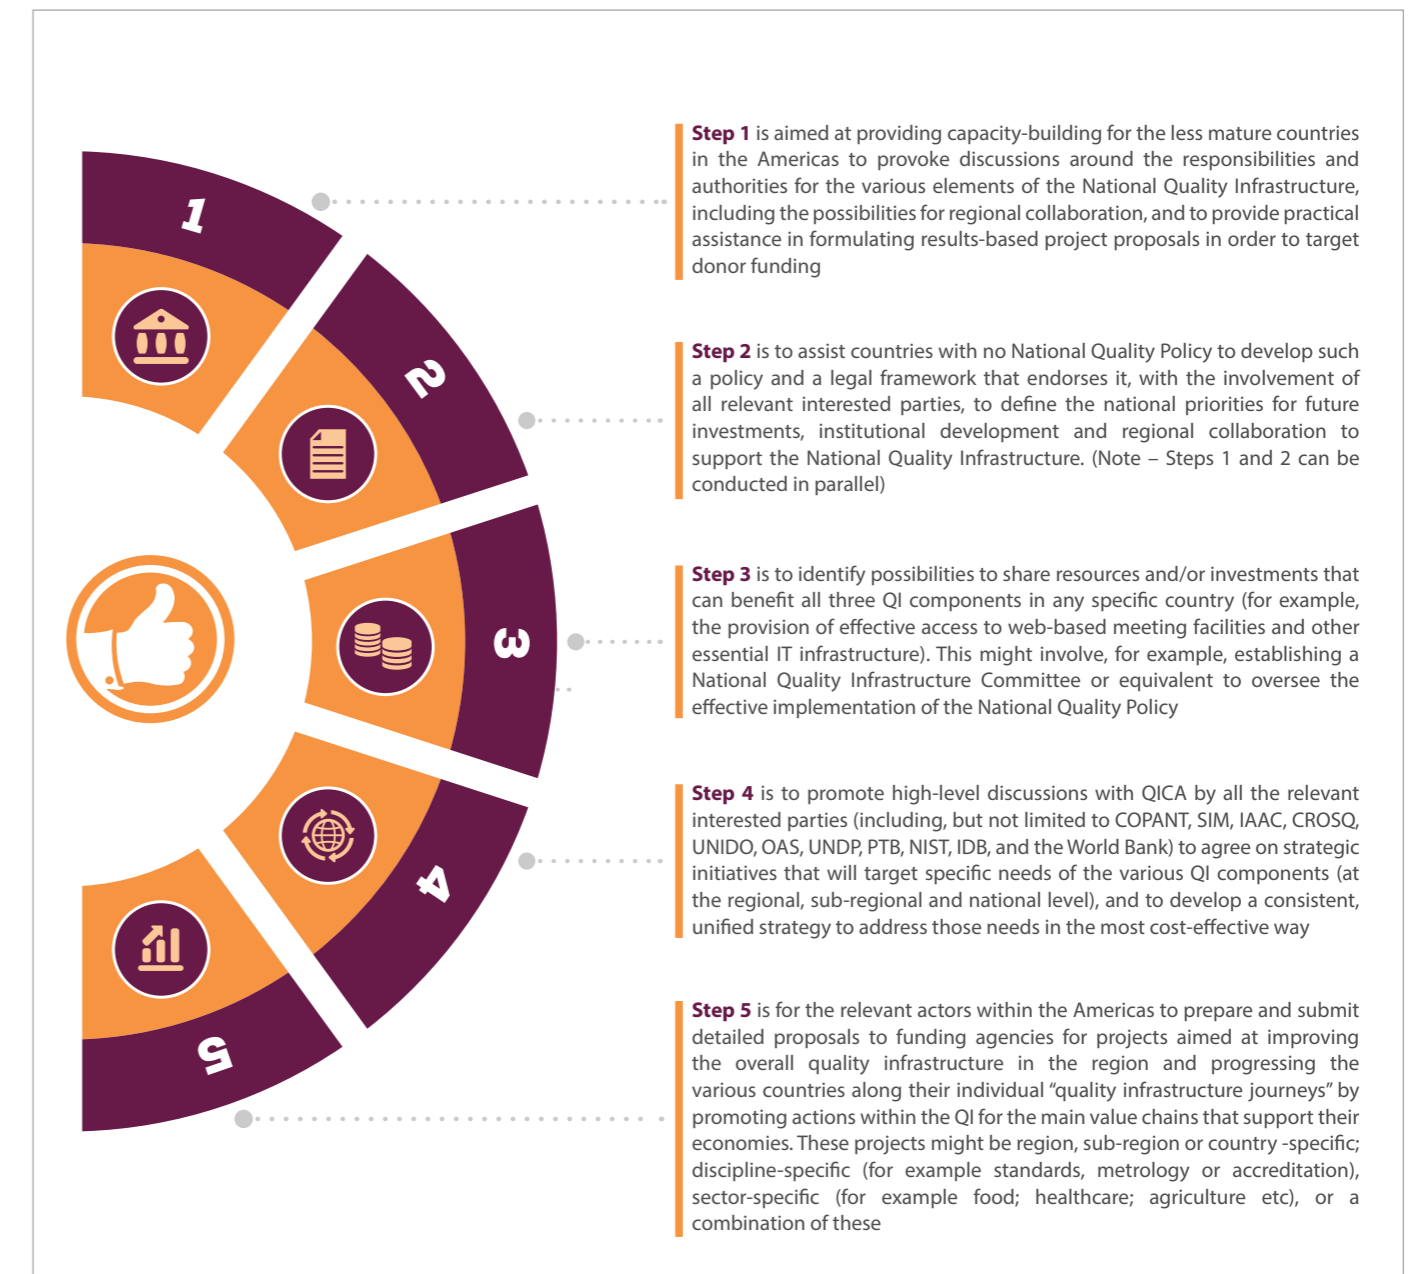 1
Step 1 is aimed at providing capacity-building for the less mature countries
in the Americas to provoke discussions around the responsibilities and
authorities for the various elements of the National Quality Infrastructure,
including the possibilities for regional collaboration, and to provide practical
assistance in formulating results-based project proposals in order to target
donor funding
2
Step 2 is to assist countries with no National Quality Policy to develop such
a policy and a legal framework that endorses it, with the involvement of
all relevant interested parties, to define the national priorities for future
investments, institutional development and regional collaboration to
support the National Quality Infrastructure. (Note – Steps 1 and 2 can be
conducted in parallel)
3
Step 3 is to identify possibilities to share resources and/or investments that
can benefit all three QI components in any specific country (for example,
the provision of effective access to web-based meeting facilities and other
essential IT infrastructure). This might involve, for example, establishing a
National Quality Infrastructure Committee or equivalent to oversee the
effective implementation of the National Quality Policy
4
Step 4 is to promote high-level discussions with QICA by all the relevant
interested parties (including, but not limited to COPANT, SIM, IAAC, CROSQ,
UNIDO, OAS, UNDP, PTB, NIST, IDB, and the World Bank) to agree on strategic
initiatives that will target specific needs of the various QI components (at
the regional, sub-regional and national level), and to develop a consistent,
unified strategy to address those needs in the most cost-effective way
5
Step 5 is for the relevant actors within the Americas to prepare and submit
detailed proposals to funding agencies for projects aimed at improving
the overall quality infrastructure in the region and progressing the
various countries along their individual “quality infrastructure journeys” by
promoting actions within the QI for the main value chains that support their
economies. These projects might be region, sub-region or country -specific;
discipline-specific (for example standards, metrology or accreditation),
sector-specific (for example food; healthcare; agriculture etc), or a
combination of these